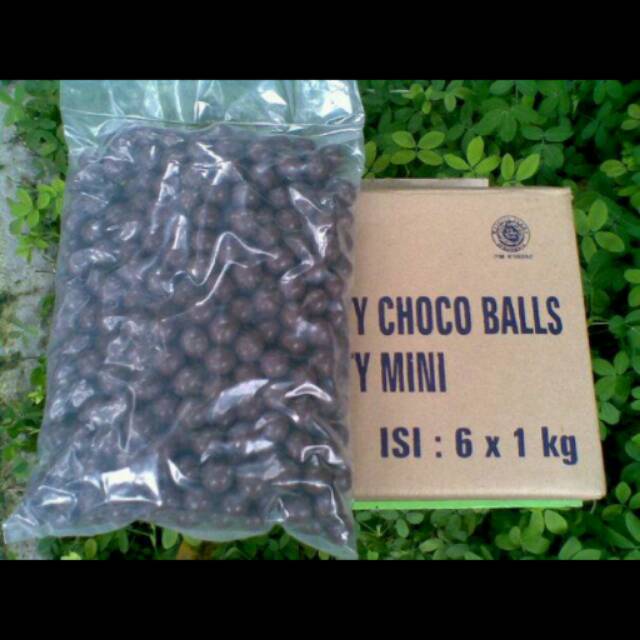 Y CHOCO BALLS
Y MINI
ISI : 6 x 1 kg